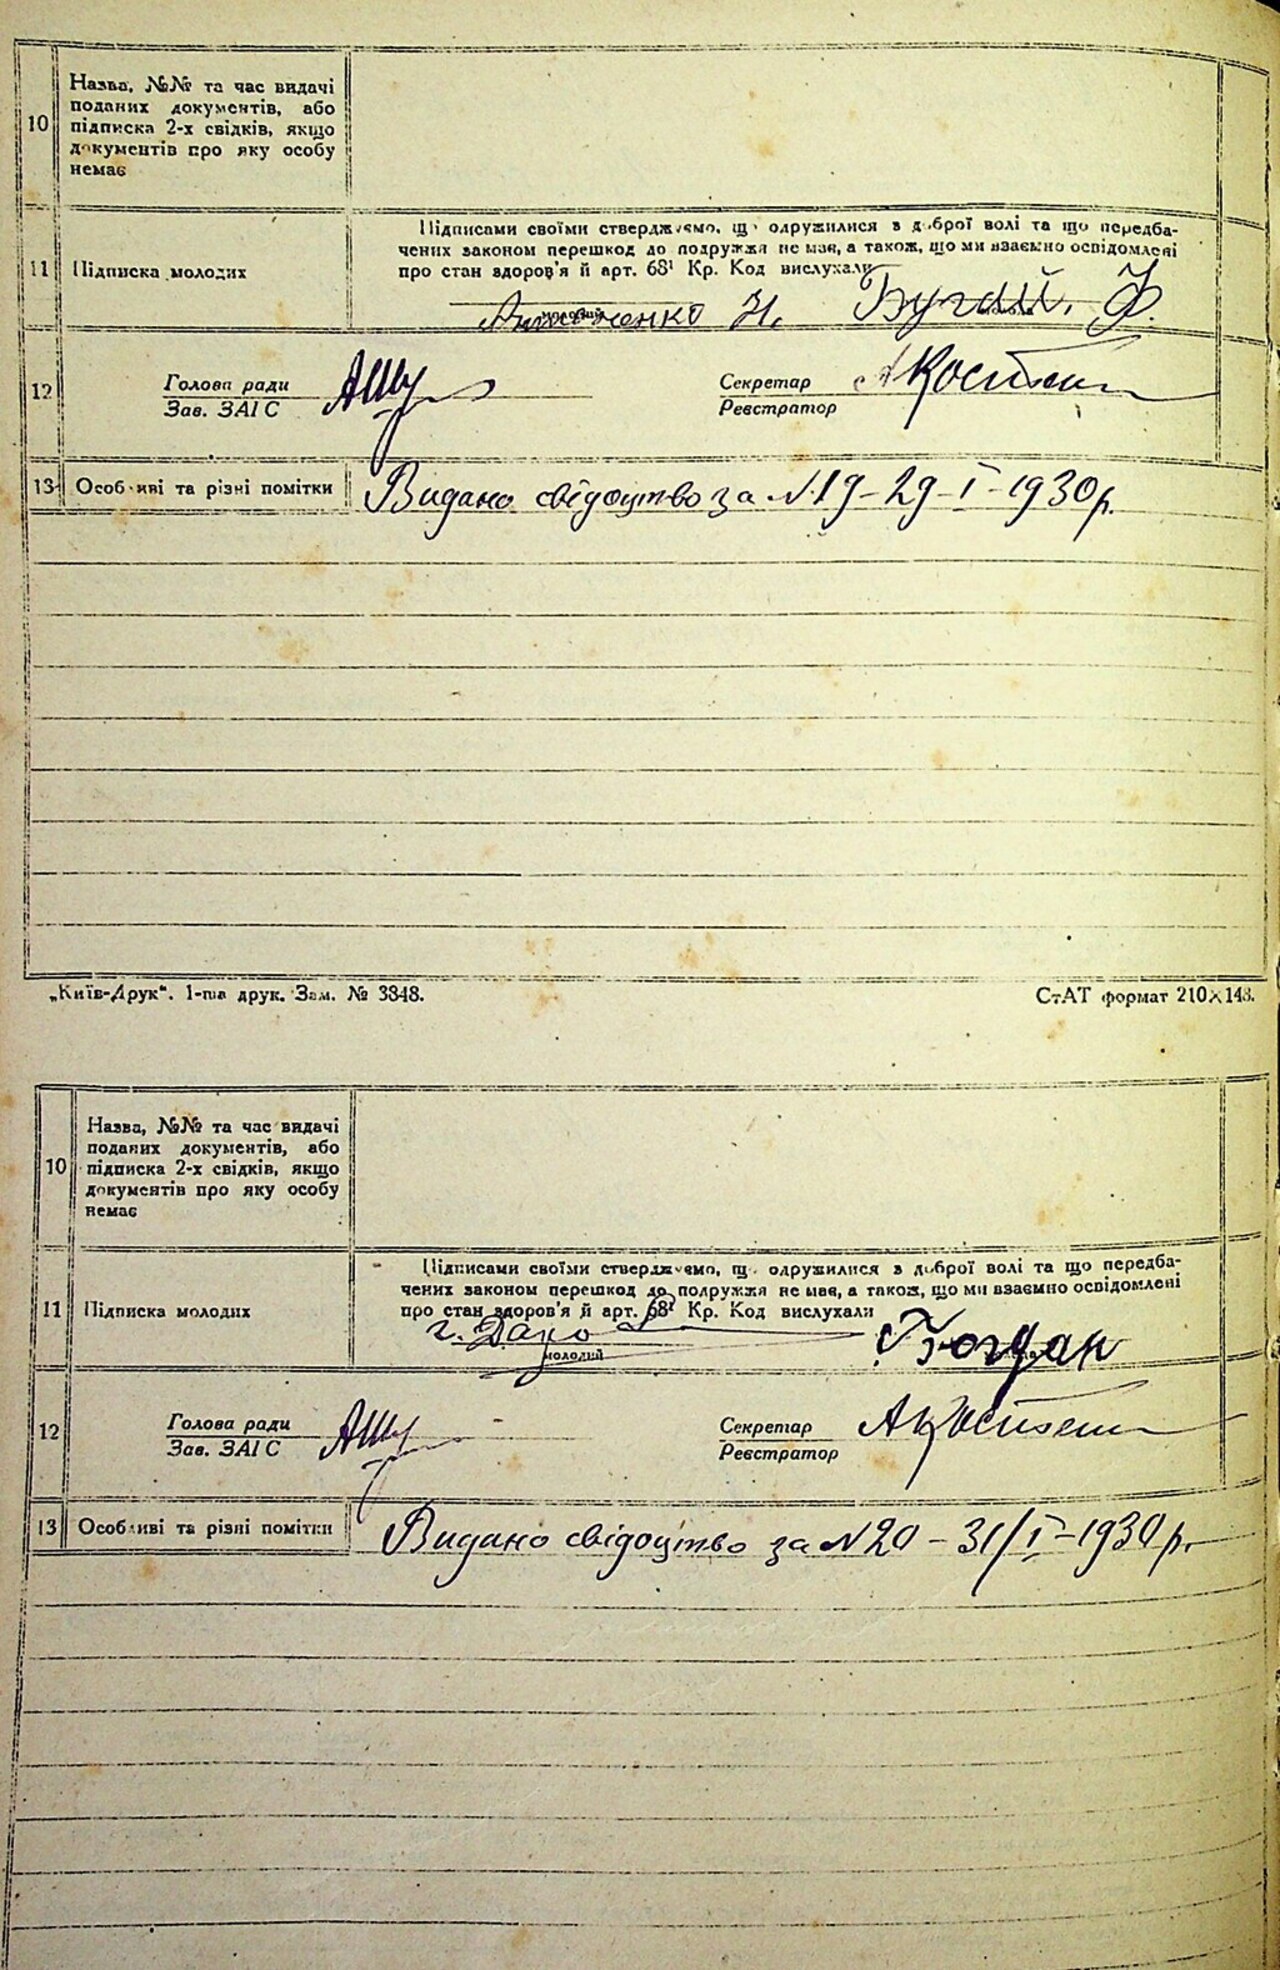 10
Назва, №№ та час видачі
поданих документів, або
підписка 2-х свідків, якщо
документів про яку особу
немає
11
Підписка молодих
Підписами своїми стверджуємо, що одружилися з доброї волі та що передба-
чених законом перешкод до подружжя не має, а також, що ми взаємно освідомлені
про стан здоров'я й арт. 68¹ Кр. Код вислухали
Н. Бугай. Ф.
12
Голова ради
Зав. ЗАГС
Секретар
Реєстратор
13
Особливі та різні помітки
Видано свідоцтво за №19-29-I-1930р.
„Київ-Друк“. 1-ша друк. Зам. № 3348.
СтАТ формат 210×148.
10
Назва, №№ та час видачі
поданих документів, або
підписка 2-х свідків, якщо
документів про яку особу
немає
11
Підписка молодих
Підписами своїми стверджуємо, що одружилися з доброї волі та що передба-
чених законом перешкод до подружжя не має, а також, що ми взаємно освідомлені
про стан здоров'я й арт. 68¹ Кр. Код вислухали
Богдан
молодий
12
Голова ради
Зав. ЗАГС
Секретар
Реєстратор
13
Особливі та різні помітки
Видано свідоцтво за №20-31/I-1930р.